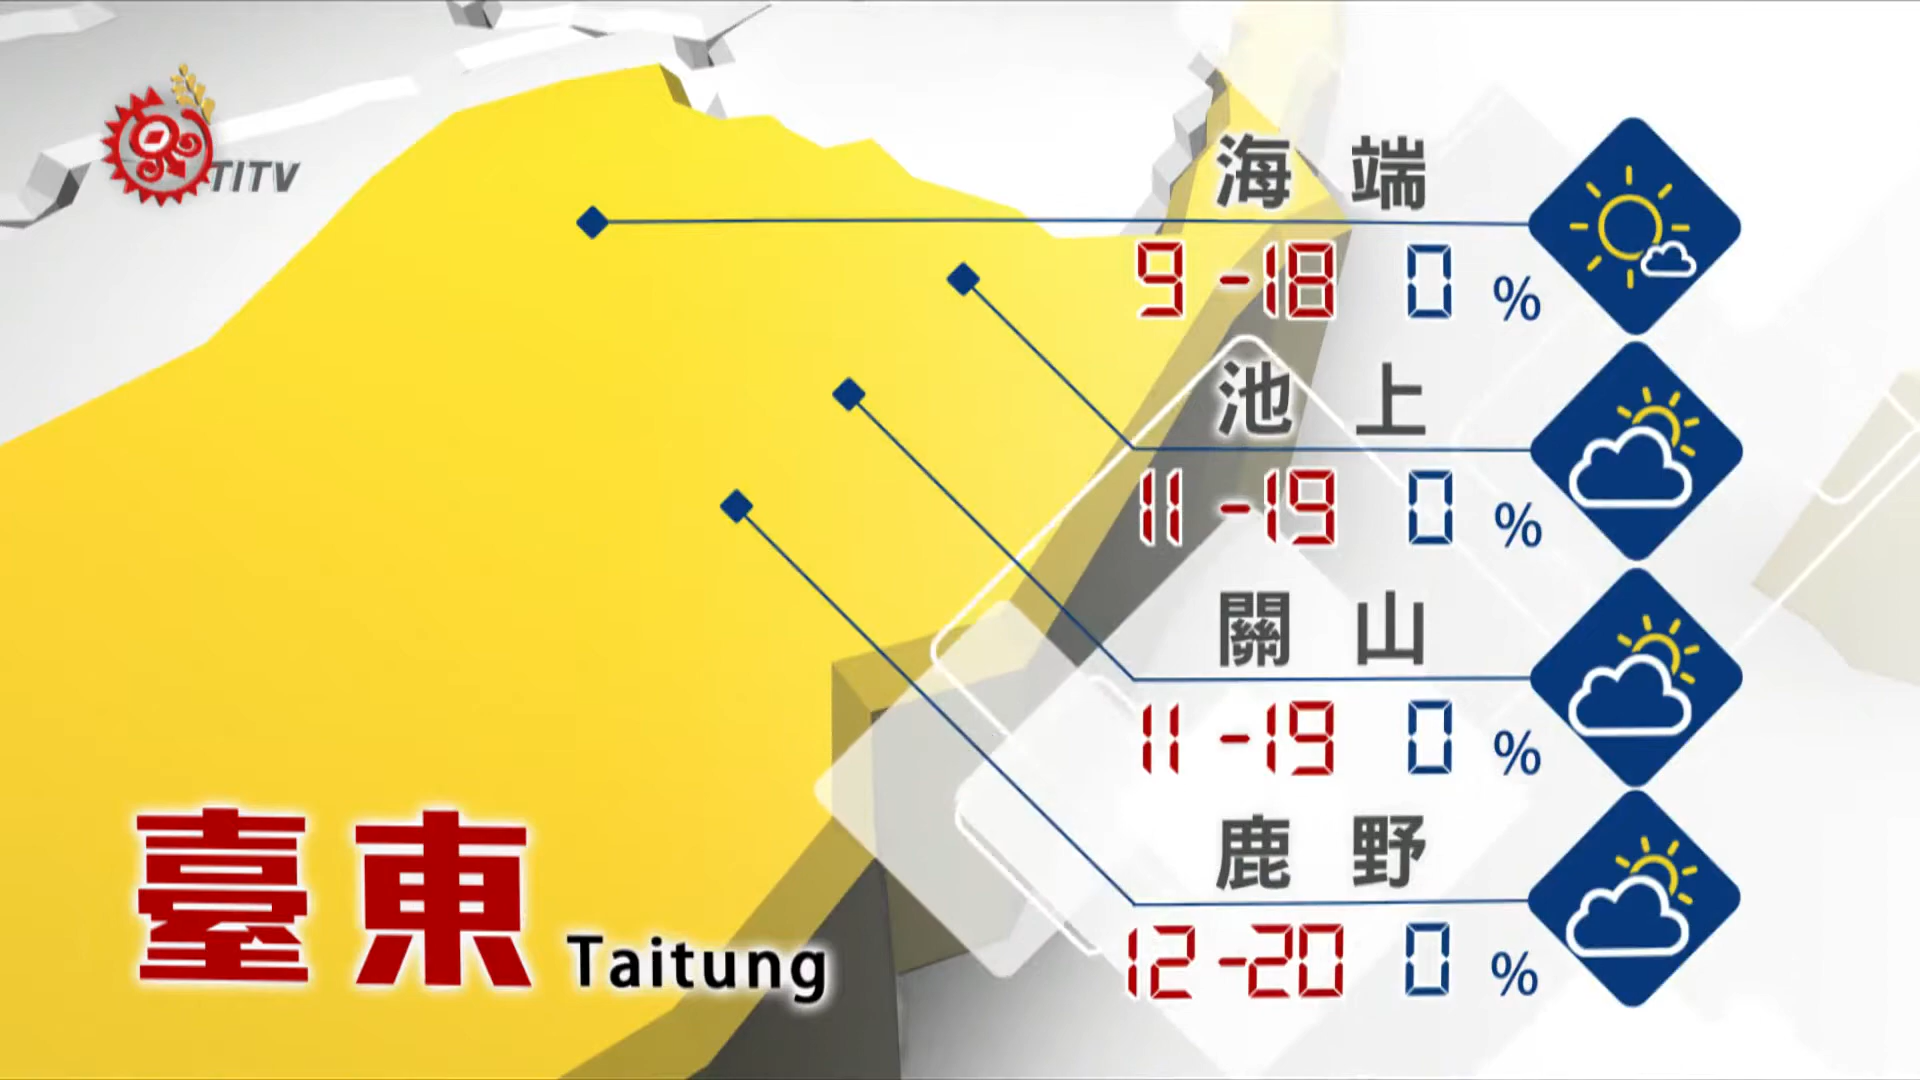 TITV
海端
9-18 0 %
池上
11-19 0 %
關山
11-19 0 %
鹿野
12-20 0 %
臺東 Taitung